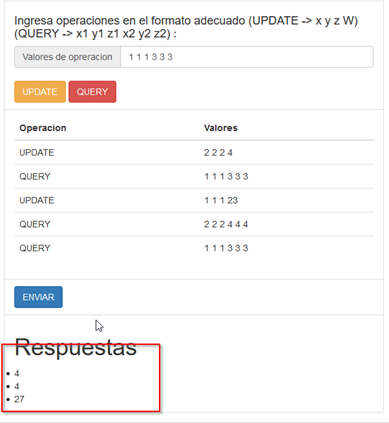 Ingresa operaciones en el formato adecuado (UPDATE -> x y z W)
(QUERY -> x1 y1 z1 x2 y2 z2) :
Valores de opreracion 1 1 1 3 3 3
UPDATE QUERY
Operacion Valores
UPDATE 2 2 2 4
QUERY 1 1 1 3 3 3
UPDATE 1 1 1 23
QUERY 2 2 2 4 4 4
QUERY 1 1 1 3 3 3
ENVIAR
Respuestas
4
4
27